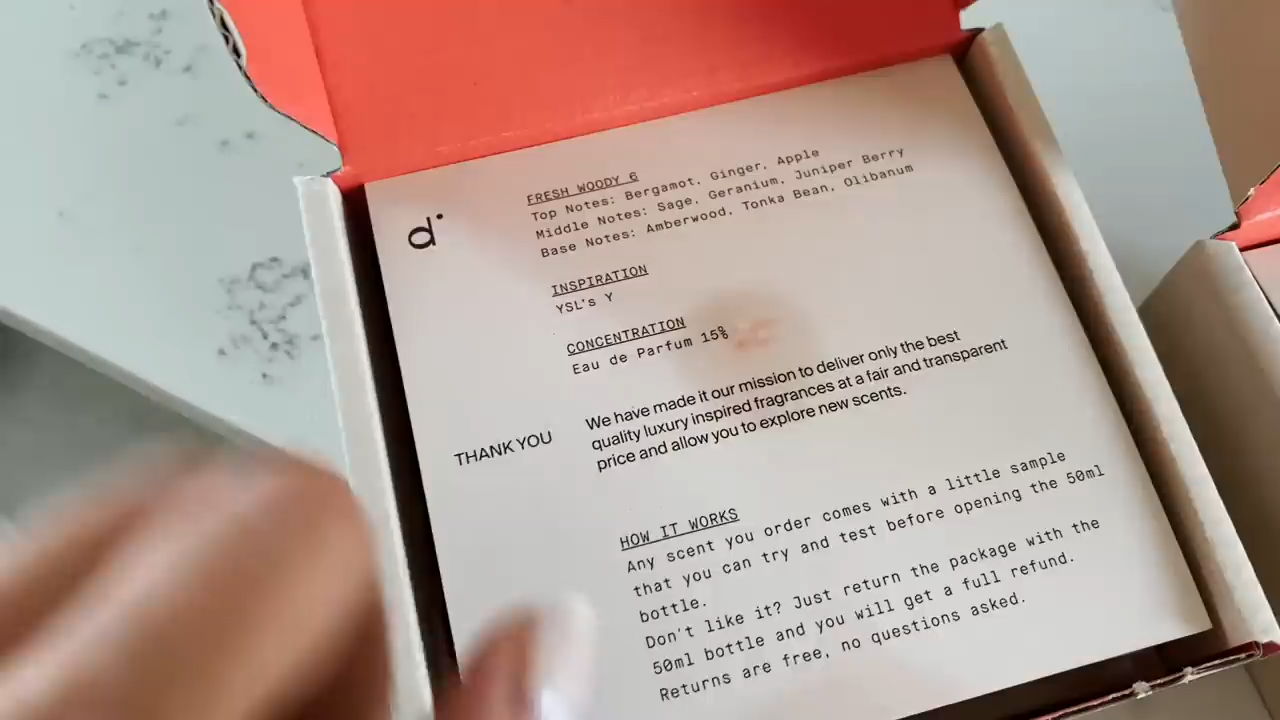 d.
FRESH WOODY 6
Top Notes: Bergamot, Ginger, Apple
Middle Notes: Sage, Geranium, Juniper Berry
Base Notes: Amberwood, Tonka Bean, Olibanum
INSPIRATION
YSL's Y
CONCENTRATION
Eau de Parfum 15%
THANK YOU
We have made it our mission to deliver only the best
quality luxury inspired fragrances at a fair and transparent
price and allow you to explore new scents.
HOW IT WORKS
Any scent you order comes with a little sample
that you can try and test before opening the 50ml
bottle.
Don't like it? Just return the package with the
50ml bottle and you will get a full refund.
Returns are free, no questions asked.